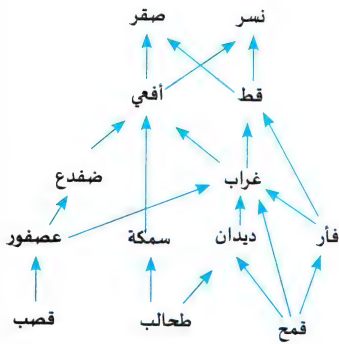 نسر صقر
قط أفعي
غراب ضفدع
فأر ديدان سمكة عصفور
قمح طحالب قصب